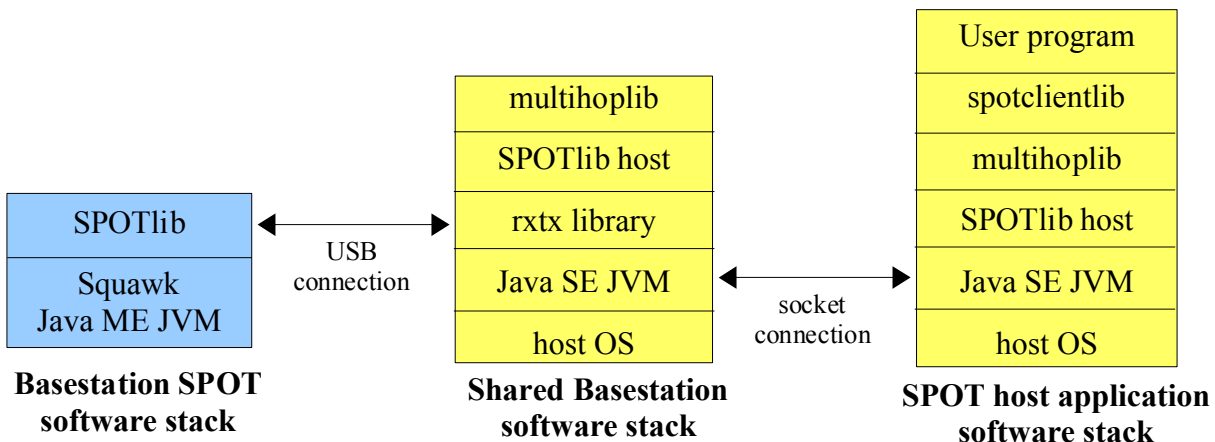 SPOTlib
Squawk
Java ME JVM
Basestation SPOT
software stack
USB
connection
multihoplib
SPOTlib host
rxtx library
Java SE JVM
host OS
Shared Basestation
software stack
socket
connection
User program
spotclientlib
multihoplib
SPOTlib host
Java SE JVM
host OS
SPOT host application
software stack